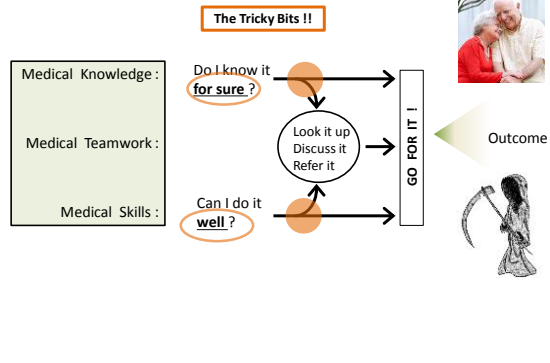 The Tricky Bits !!
Medical Knowledge :
Do I know it
for sure ?
Medical Teamwork :
Look it up
Discuss it
Refer it
GO FOR IT !
Outcome
Medical Skills :
Can I do it
well ?